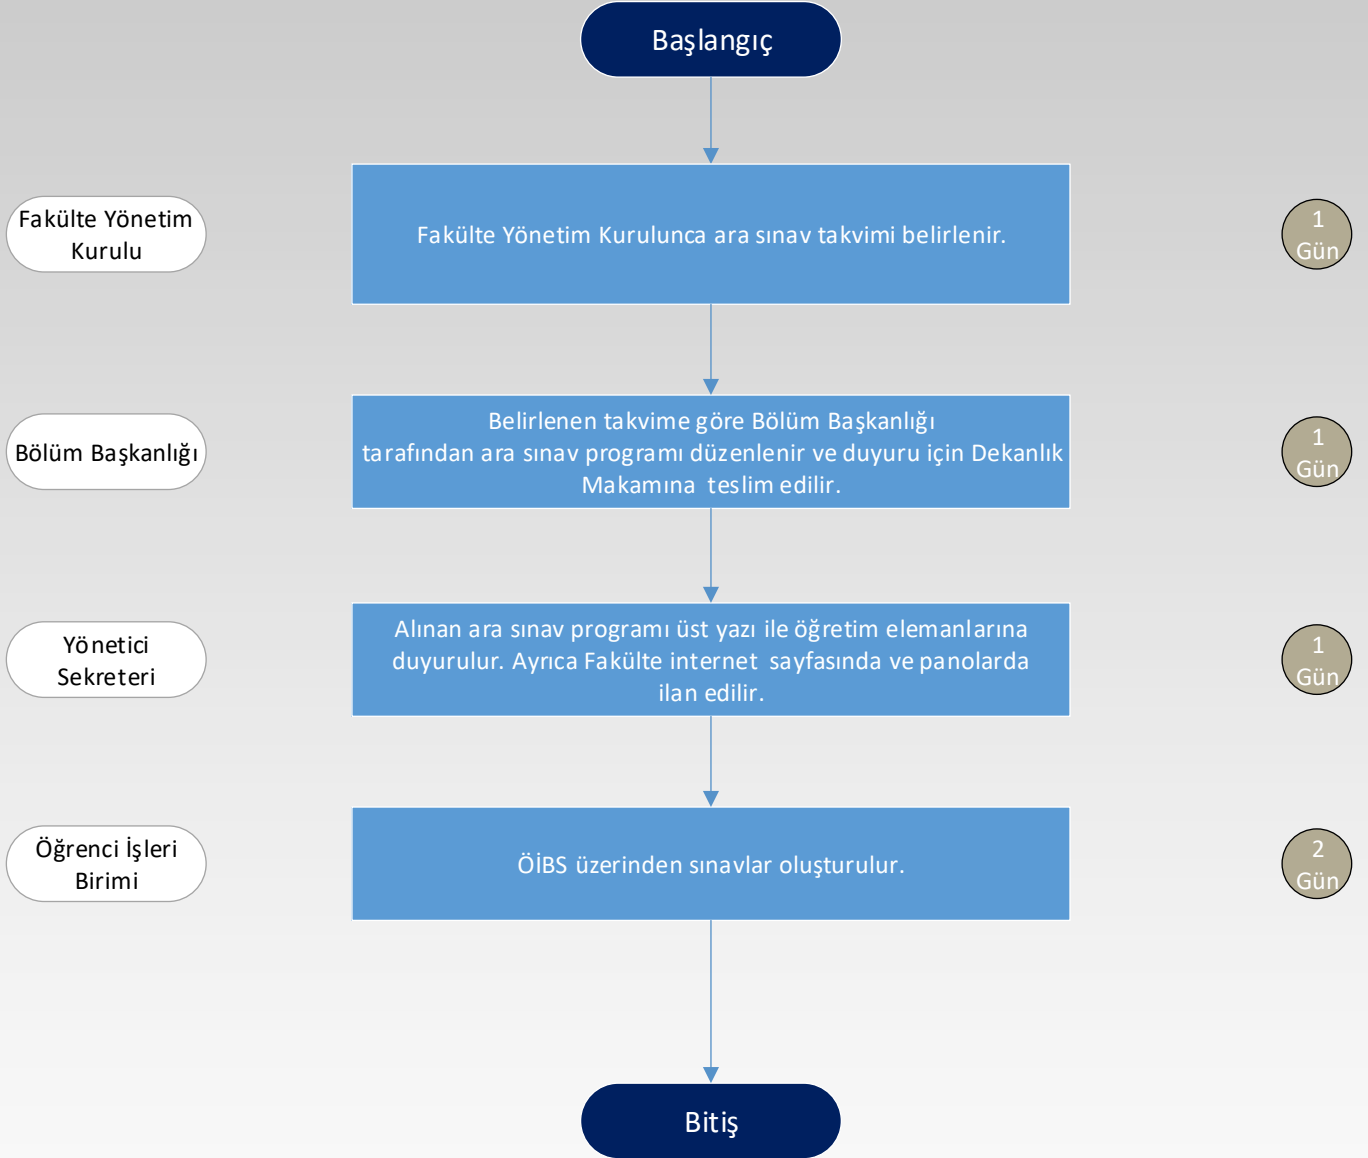 Başlangıç
Fakülte Yönetim
Kurulu
Fakülte Yönetim Kurulunca ara sınav takvimi belirlenir.
1
Gün
Bölüm Başkanlığı
Belirlenen takvime göre Bölüm Başkanlığı
tarafından ara sınav programı düzenlenir ve duyuru için Dekanlık
Makamına teslim edilir.
1
Gün
Yönetici
Sekreteri
Alınan ara sınav programı üst yazı ile öğretim elemanlarına
duyurulur. Ayrıca Fakülte internet sayfasında ve panolarda
ilan edilir.
1
Gün
Öğrenci İşleri
Birimi
ÖİBS üzerinden sınavlar oluşturulur.
2
Gün
Bitiş